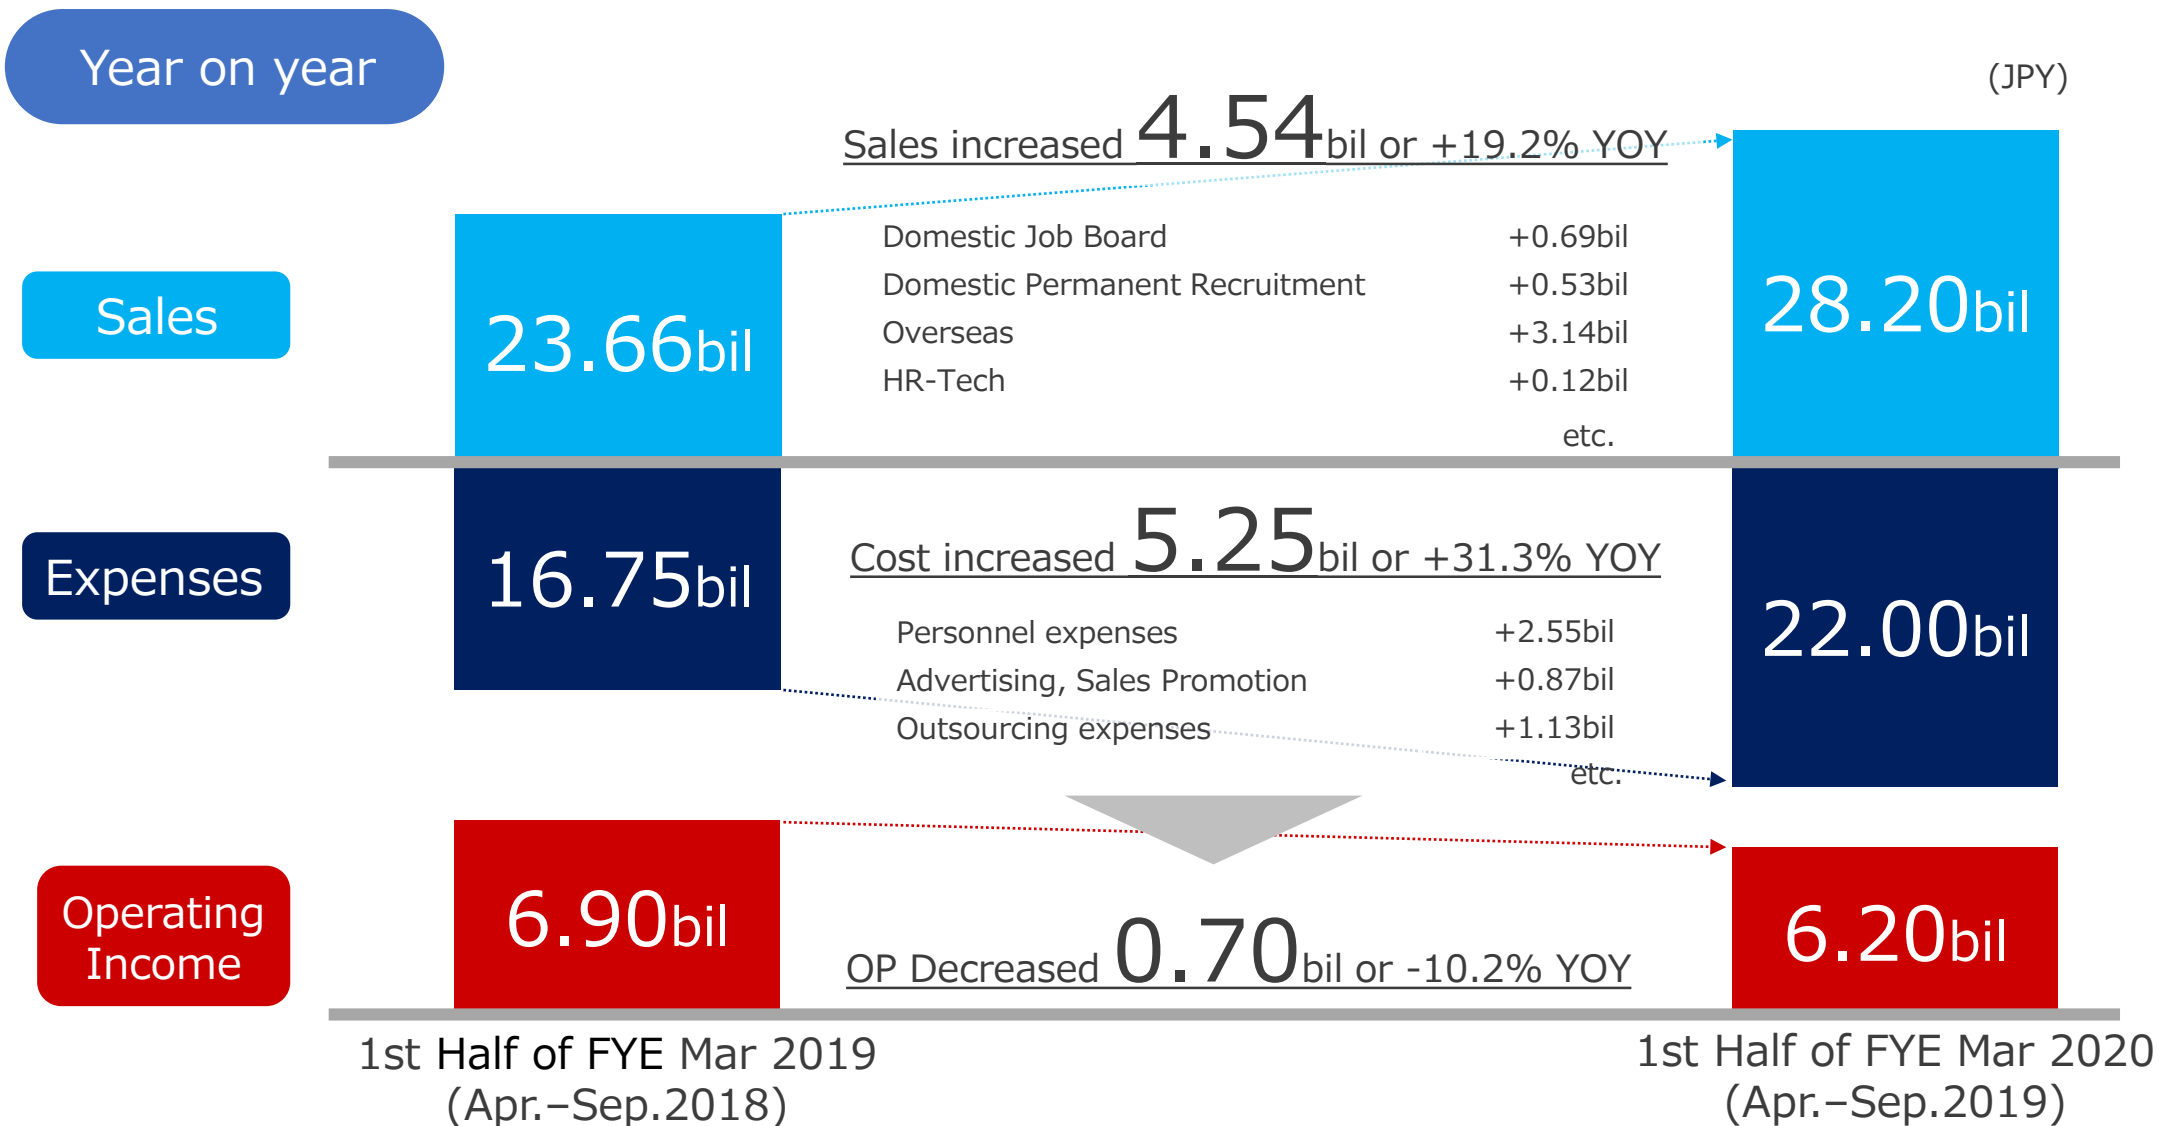 Year on year
(JPY)
Sales increased 4.54bil or +19.2% YOY
Domestic Job Board +0.69bil
Domestic Permanent Recruitment +0.53bil
Overseas +3.14bil
HR-Tech +0.12bil
etc.
Sales
23.66bil
28.20bil
Expenses
16.75bil
22.00bil
Cost increased 5.25bil or +31.3% YOY
Personnel expenses +2.55bil
Advertising, Sales Promotion +0.87bil
Outsourcing expenses +1.13bil
etc.
Operating
Income
6.90bil
6.20bil
OP Decreased 0.70bil or -10.2% YOY
1st Half of FYE Mar 2019
(Apr.–Sep.2018)
1st Half of FYE Mar 2020
(Apr.–Sep.2019)